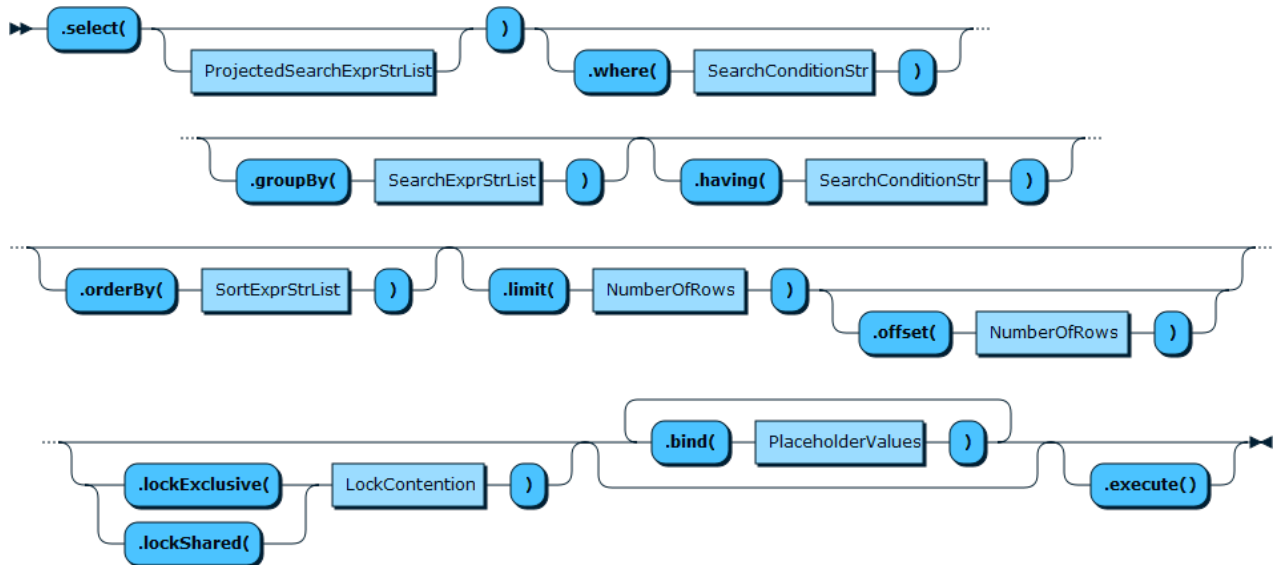 .select( ProjectedSearchExprStrList ) .where( SearchConditionStr )
.groupBy( SearchExprStrList ) .having( SearchConditionStr )
.orderBy( SortExprStrList ) .limit( NumberOfRows ) .offset( NumberOfRows )
.bind( PlaceholderValues )
.lockExclusive( LockContention ) .execute()
.lockShared(